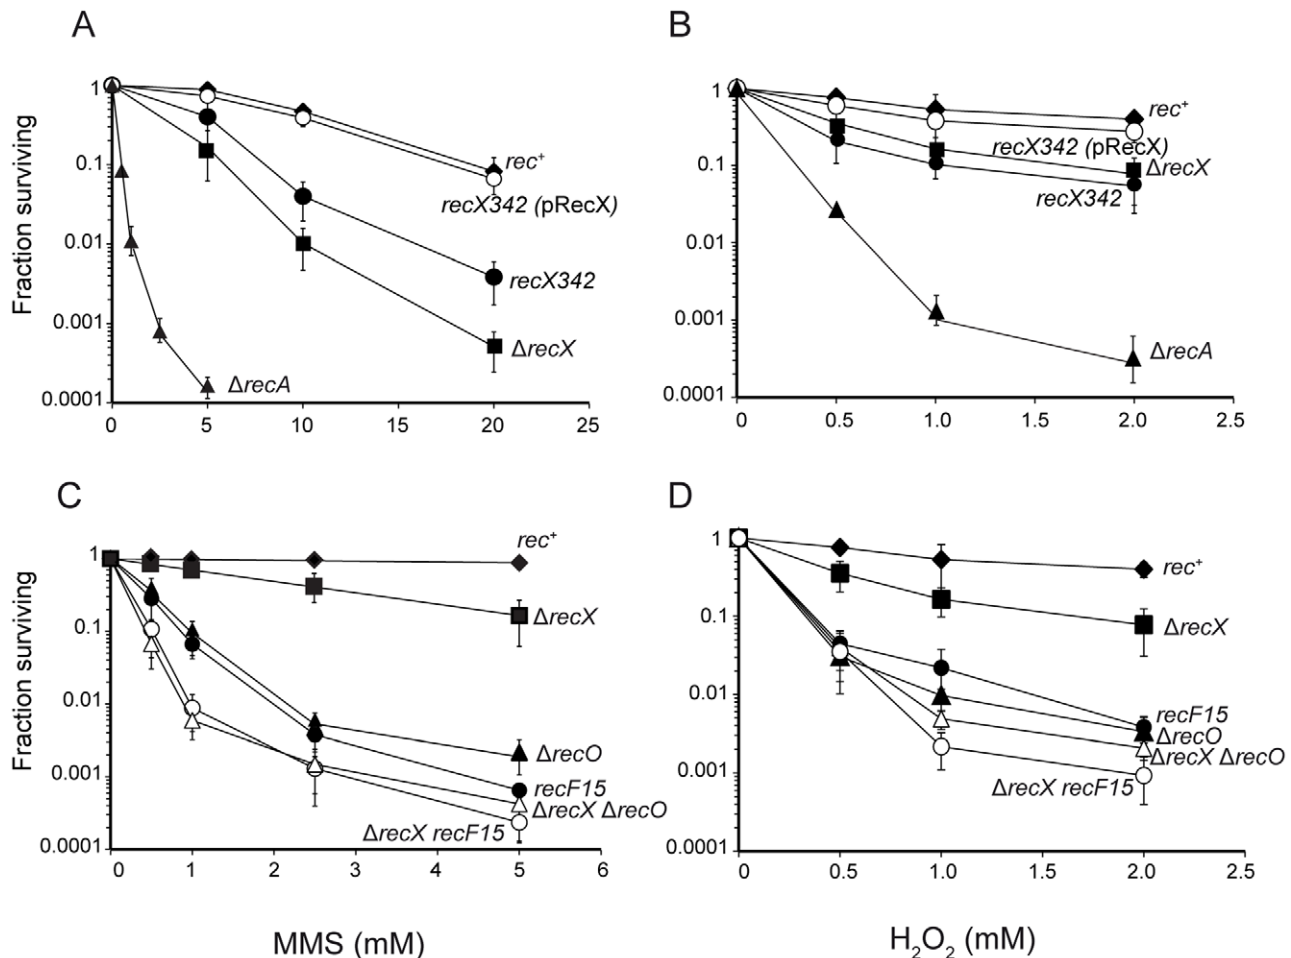 A
Fraction surviving
1
0.1
0.01
0.001
0.0001
0
5
10
15
20
25
rec⁺
recX342 (pRecX)
recX342
ΔrecX
ΔrecA
B
1
0.1
0.01
0.001
0.0001
0
0.5
1.0
1.5
2.0
2.5
rec⁺
recX342 (pRecX)
ΔrecX
recX342
ΔrecA
C
Fraction surviving
1
0.1
0.01
0.001
0.0001
0
1
2
3
4
5
6
rec⁺
ΔrecX
ΔrecO
recF15
ΔrecX ΔrecO
ΔrecX recF15
MMS (mM)
D
1
0.1
0.01
0.001
0.0001
0
0.5
1.0
1.5
2.0
2.5
rec⁺
ΔrecX
recF15
ΔrecO
ΔrecX ΔrecO
ΔrecX recF15
H₂O₂ (mM)